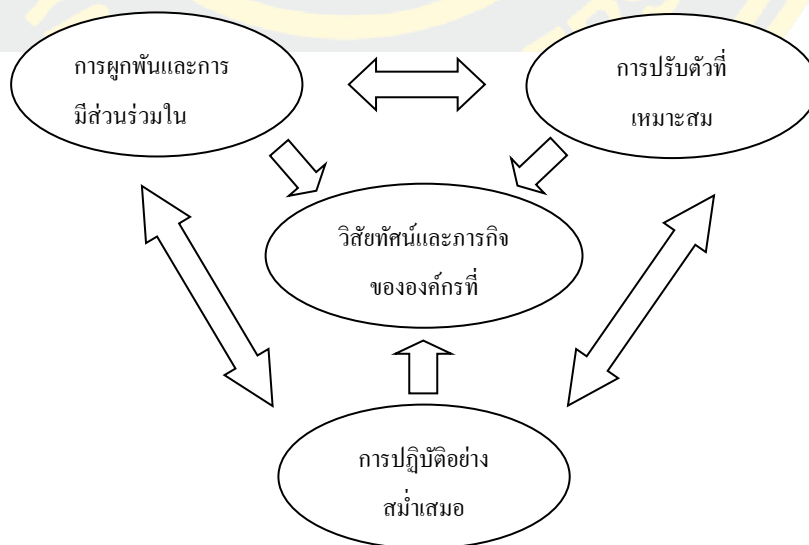 การผูกพันและการ
มีส่วนร่วมใน
การปรับตัวที่
เหมาะสม
วิสัยทัศน์และภารกิจ
ขององค์กรที่
การปฏิบัติอย่าง
สม่ำเสมอ